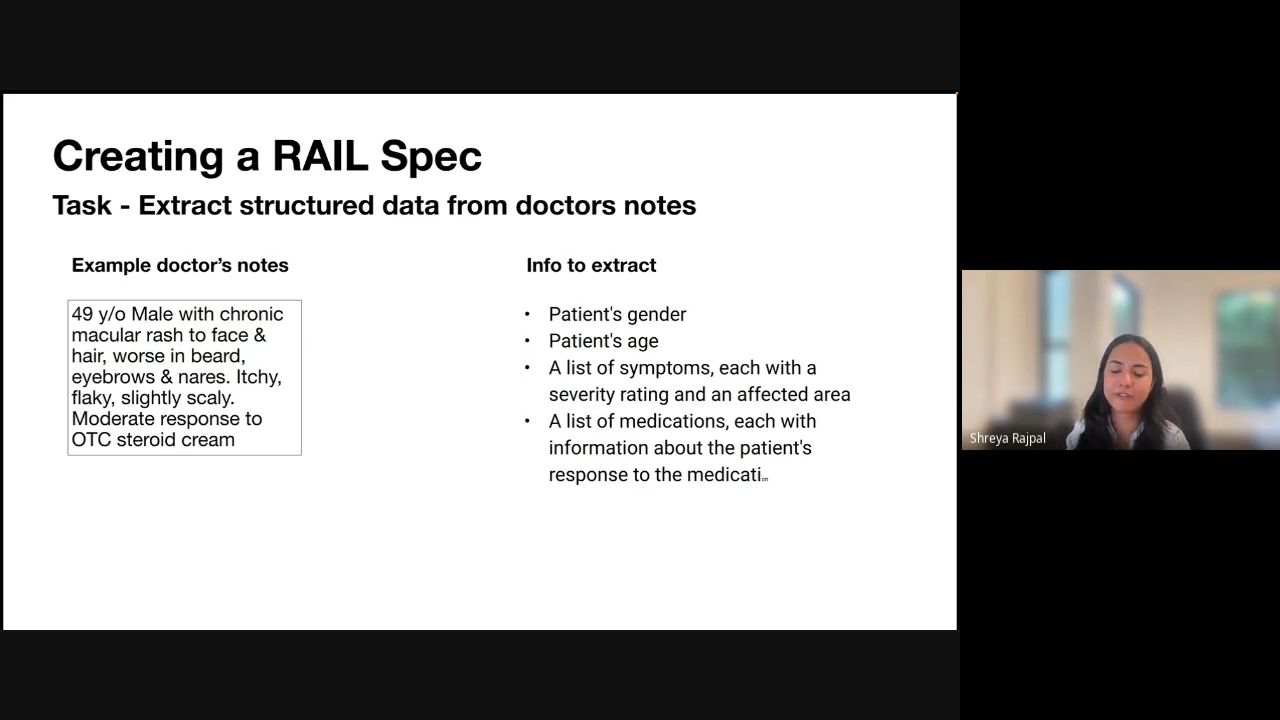 Creating a RAIL Spec
Task - Extract structured data from doctors notes
Example doctor’s notes
49 y/o Male with chronic
macular rash to face &
hair, worse in beard,
eyebrows & nares. Itchy,
flaky, slightly scaly.
Moderate response to
OTC steroid cream
Info to extract
• Patient's gender
• Patient's age
• A list of symptoms, each with a
severity rating and an affected area
• A list of medications, each with
information about the patient's
response to the medication
Shreya Rajpal